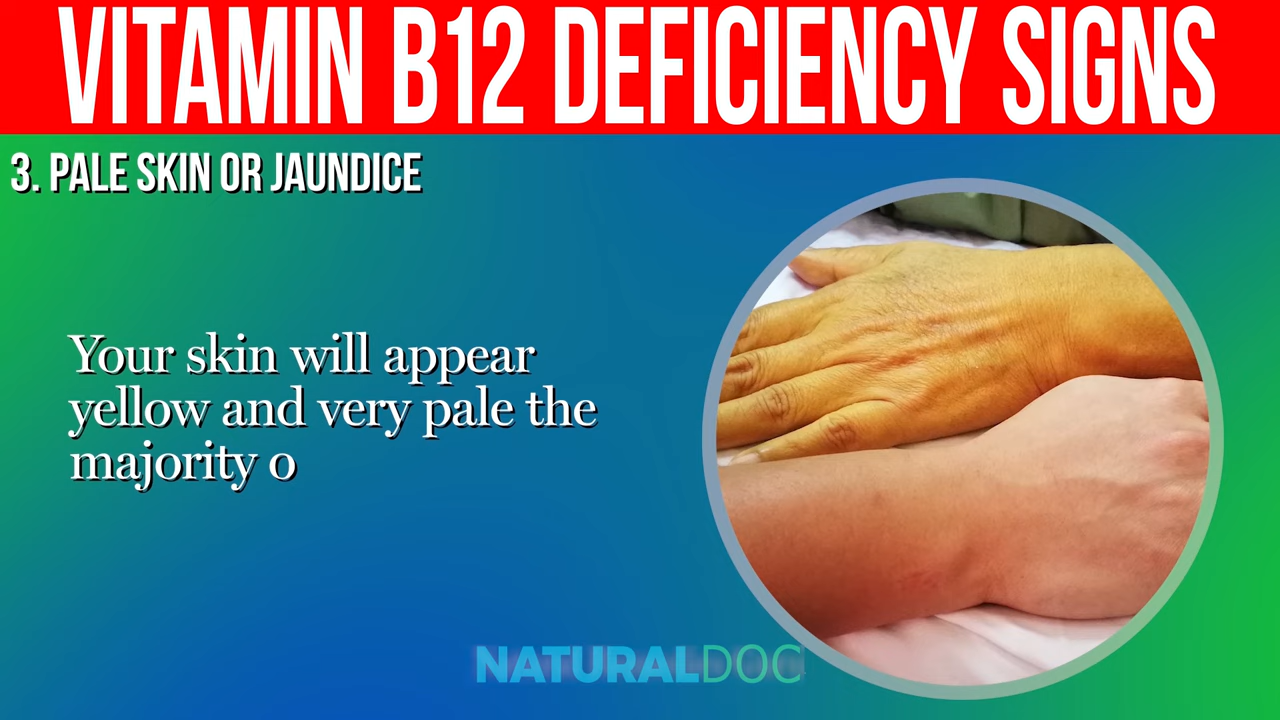 VITAMIN B12 DEFICIENCY SIGNS
3. PALE SKIN OR JAUNDICE
Your skin will appear
yellow and very pale the
majority o
NATURALDOC